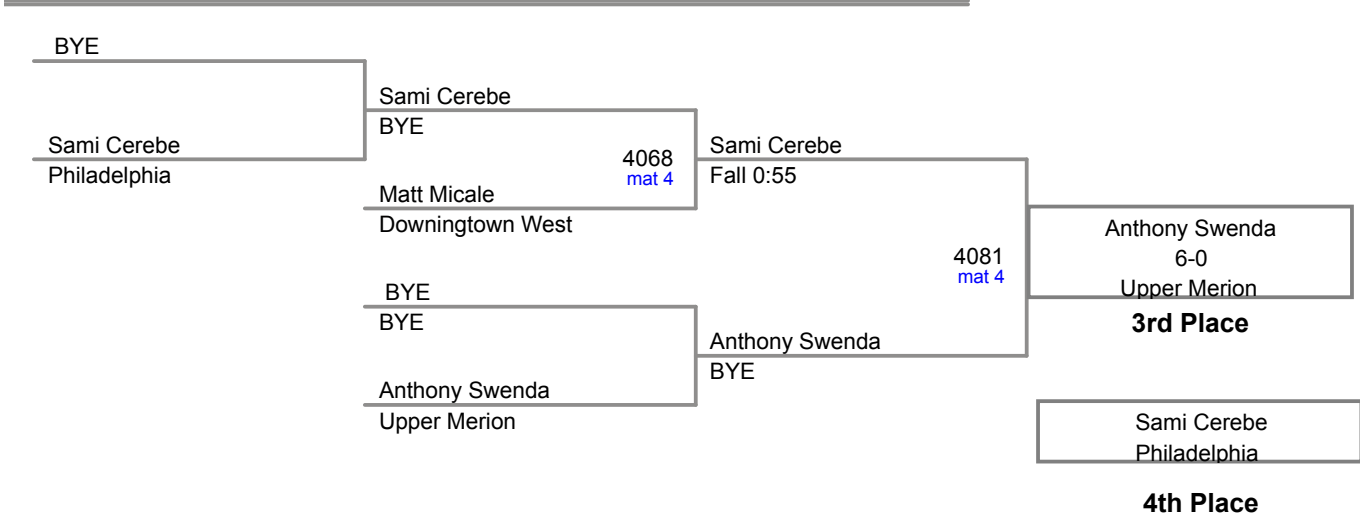 BYE
Sami Cerebe
BYE
Sami Cerebe
Philadelphia
4068
mat 4
Sami Cerebe
Fall 0:55
Matt Micale
Downingtown West
Anthony Swenda
6-0
Upper Merion
3rd Place
4081
mat 4
BYE
BYE
Anthony Swenda
BYE
Anthony Swenda
Upper Merion
Sami Cerebe
Philadelphia
4th Place